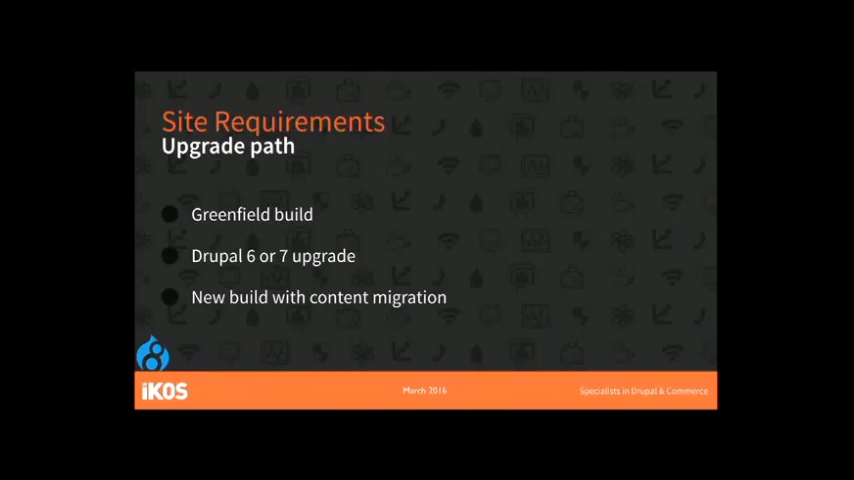 Site Requirements
Upgrade path
Greenfield build
Drupal 6 or 7 upgrade
New build with content migration
iKOS
March 2016
Specialists in Drupal & Commerce